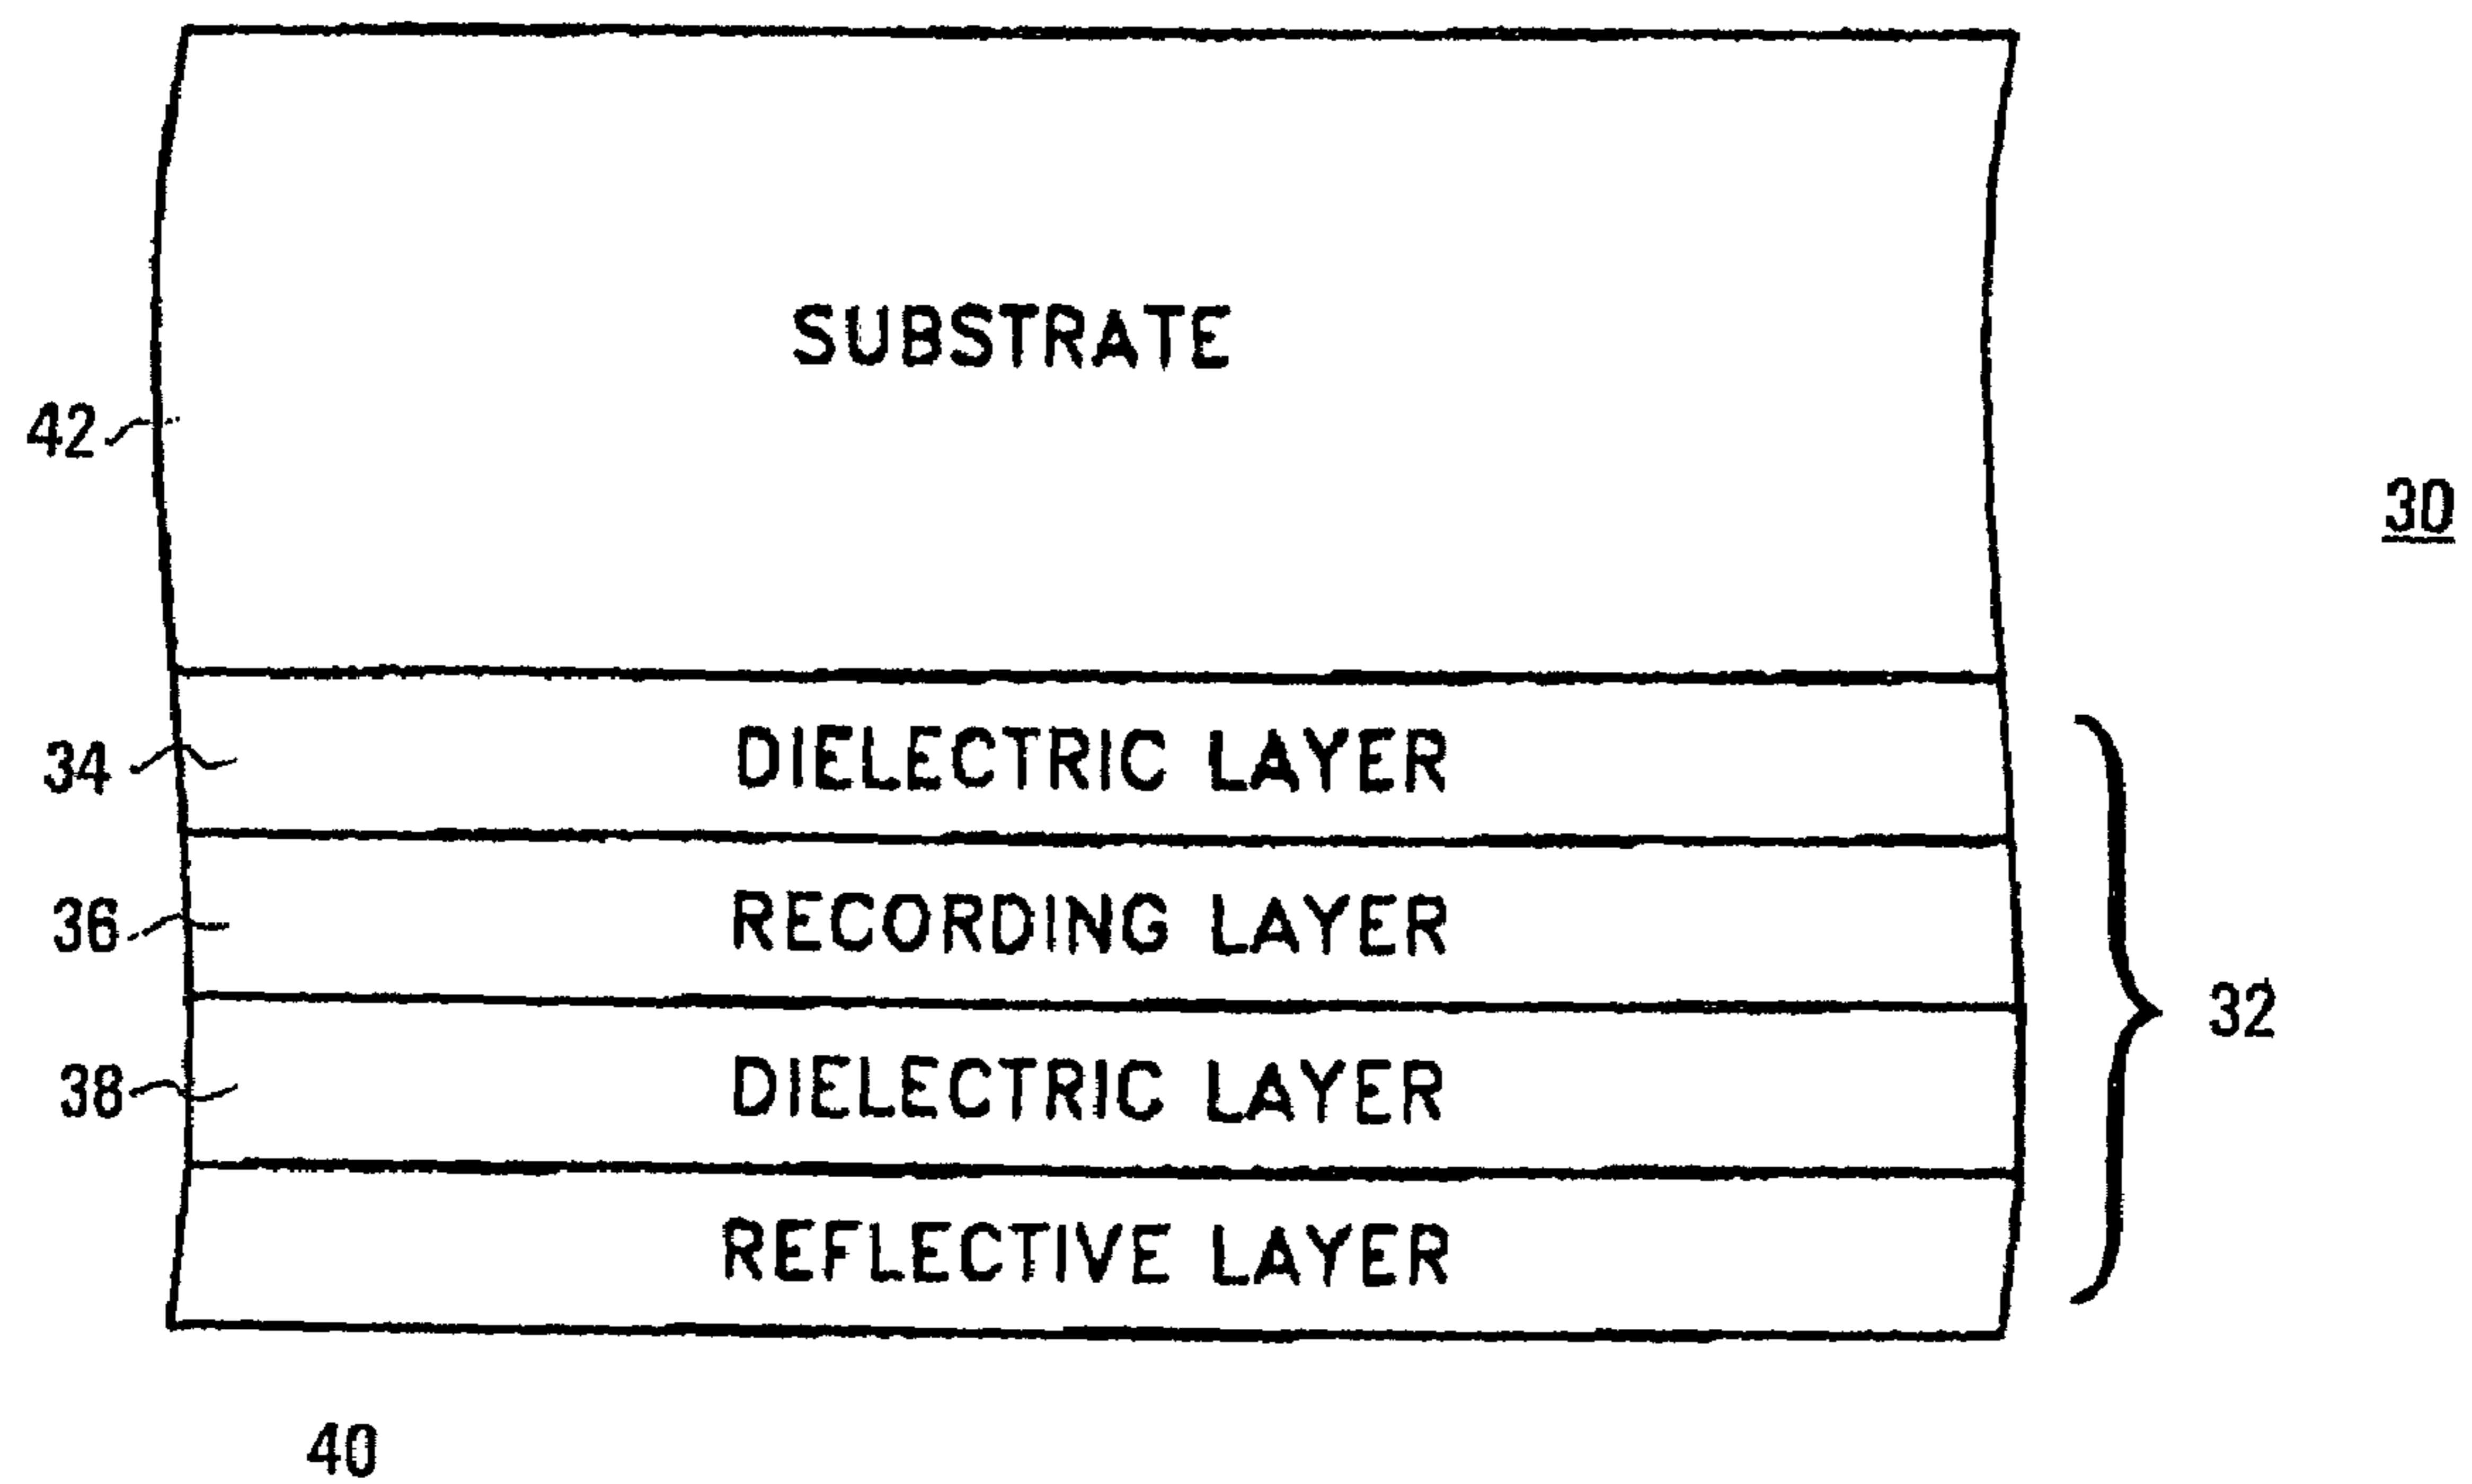 SUBSTRATE
42
30
34
DIELECTRIC LAYER
36
RECORDING LAYER
32
38
DIELECTRIC LAYER
REFLECTIVE LAYER
40